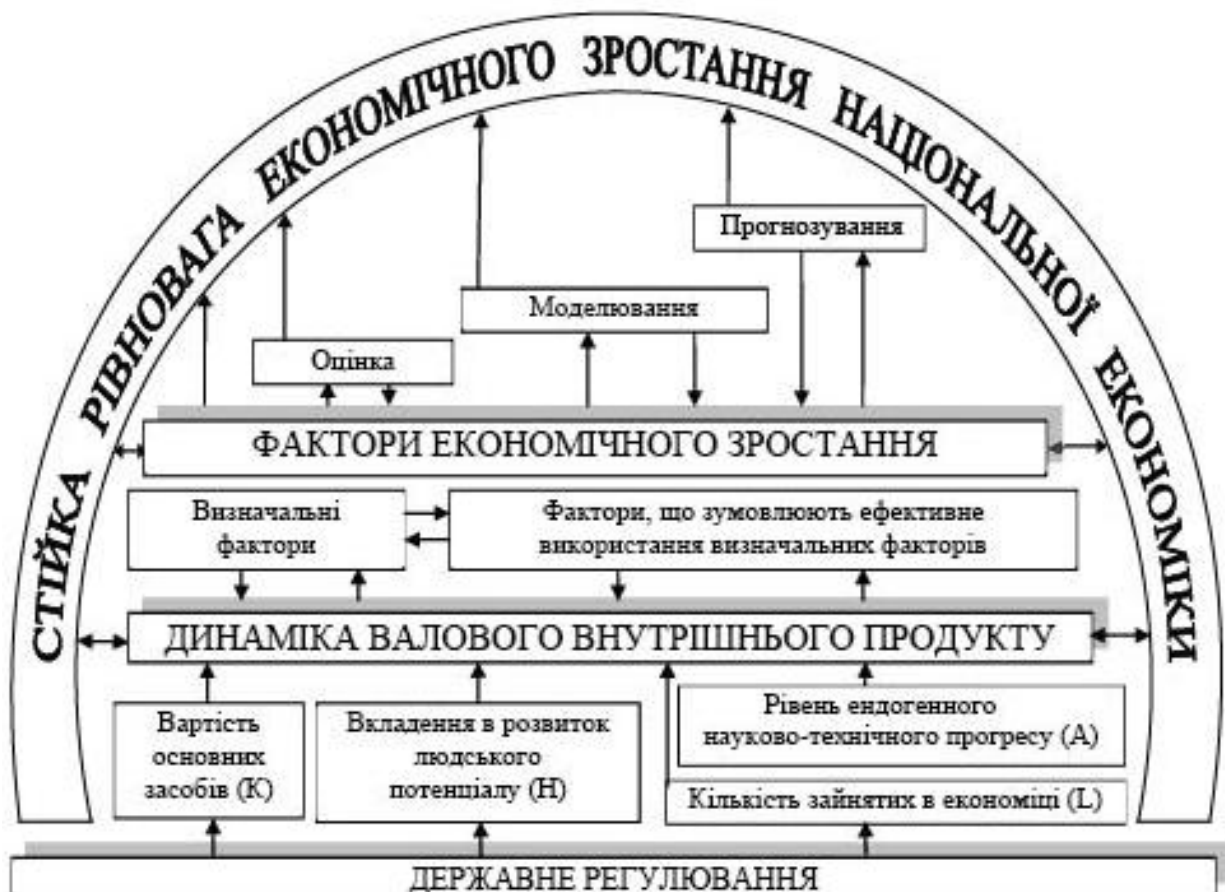 СТІЙКА РІВНОВАГА ЕКОНОМІЧНОГО ЗРОСТАННЯ НАЦІОНАЛЬНОЇ ЕКОНОМІКИ
Прогнозування
Моделювання
Оцінка
ФАКТОРИ ЕКОНОМІЧНОГО ЗРОСТАННЯ
Визначальні
фактори
Фактори, що зумовлюють ефективне
використання визначальних факторів
ДИНАМІКА ВАЛОВОГО ВНУТРІШНЬОГО ПРОДУКТУ
Вартість
основних
засобів (К)
Вкладення в розвиток
людського
потенціалу (Н)
Рівень ендогенного
науково-технічного прогресу (А)
Кількість зайнятих в економіці (L)
ДЕРЖАВНЕ РЕГУЛЮВАННЯ